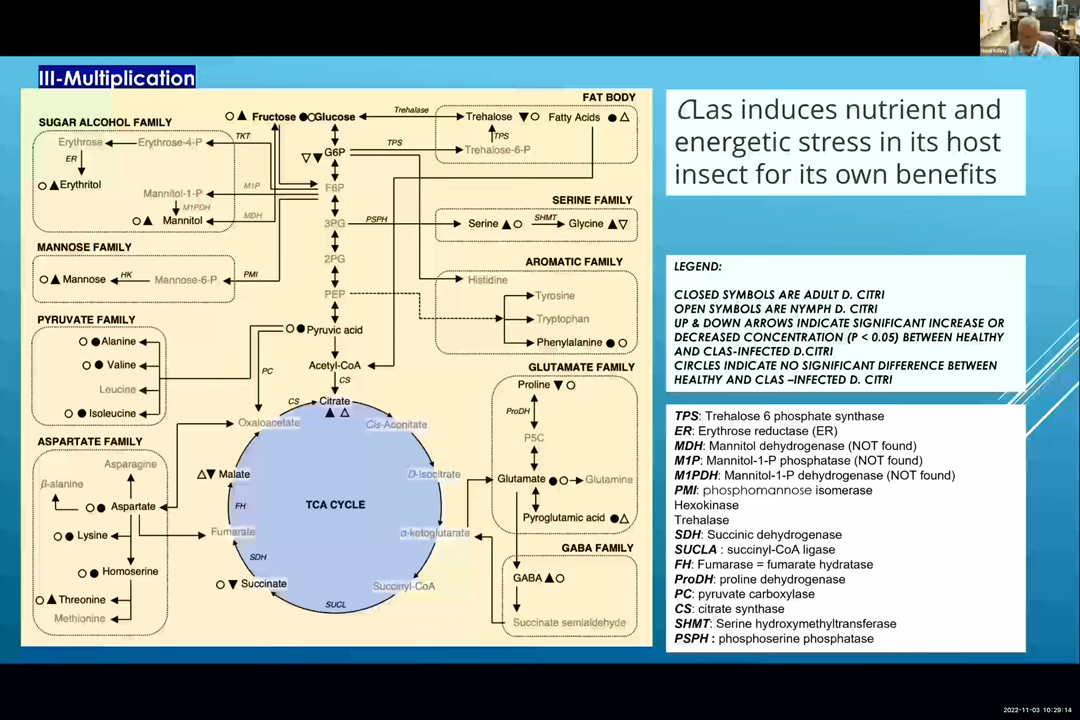 III-Multiplication
FAT BODY
Trehalase
Fructose Glucose
Trehalose
Fatty Acids
SUGAR ALCOHOL FAMILY
TKT
TPS
TPS
Erythrose
Erythrose-4-P
Trehalose-6-P
G6P
ER
Erythritol
M1P
F6P
Mannitol-1-P
M1PDH
SERINE FAMILY
Mannitol
MDH
3PG
PSPH
Serine
SHMT
Glycine
MANNOSE FAMILY
2PG
AROMATIC FAMILY
Mannose
HK
Mannose-6-P
PMI
Histidine
PEP
Tyrosine
PYRUVATE FAMILY
Tryptophan
Pyruvic acid
Alanine
Phenylalanine
Valine
PC
Acetyl-CoA
GLUTAMATE FAMILY
CS
Leucine
Proline
Isoleucine
CS
Citrate
ProDH
Oxaloacetate
Cis-Aconitate
ASPARTATE FAMILY
P5C
Asparagine
Malate
D-Isocitrate
β-alanine
Glutamate
Glutamine
Aspartate
FH
TCA CYCLE
Pyroglutamic acid
Lysine
Fumarate
α-ketoglutarate
GABA FAMILY
Homoserine
SDH
Succinate
Succinyl-CoA
GABA
Threonine
SUCL
Methionine
Succinate semialdehyde
CLas induces nutrient and
energetic stress in its host
insect for its own benefits
LEGEND:
CLOSED SYMBOLS ARE ADULT D. CITRI
OPEN SYMBOLS ARE NYMPH D. CITRI
UP & DOWN ARROWS INDICATE SIGNIFICANT INCREASE OR
DECREASED CONCENTRATION (P < 0.05) BETWEEN HEALTHY
AND CLAS-INFECTED D.CITRI
CIRCLES INDICATE NO SIGNIFICANT DIFFERENCE BETWEEN
HEALTHY AND CLAS –INFECTED D. CITRI
TPS: Trehalose 6 phosphate synthase
ER: Erythrose reductase (ER)
MDH: Mannitol dehydrogenase (NOT found)
M1P: Mannitol-1-P phosphatase (NOT found)
M1PDH: Mannitol-1-P dehydrogenase (NOT found)
PMI: phosphomannose isomerase
Hexokinase
Trehalase
SDH: Succinic dehydrogenase
SUCLA : succinyl-CoA ligase
FH: Fumarase = fumarate hydratase
ProDH: proline dehydrogenase
PC: pyruvate carboxylase
CS: citrate synthase
SHMT: Serine hydroxymethyltransferase
PSPH : phosphoserine phosphatase
2022-11-03 10:29:14